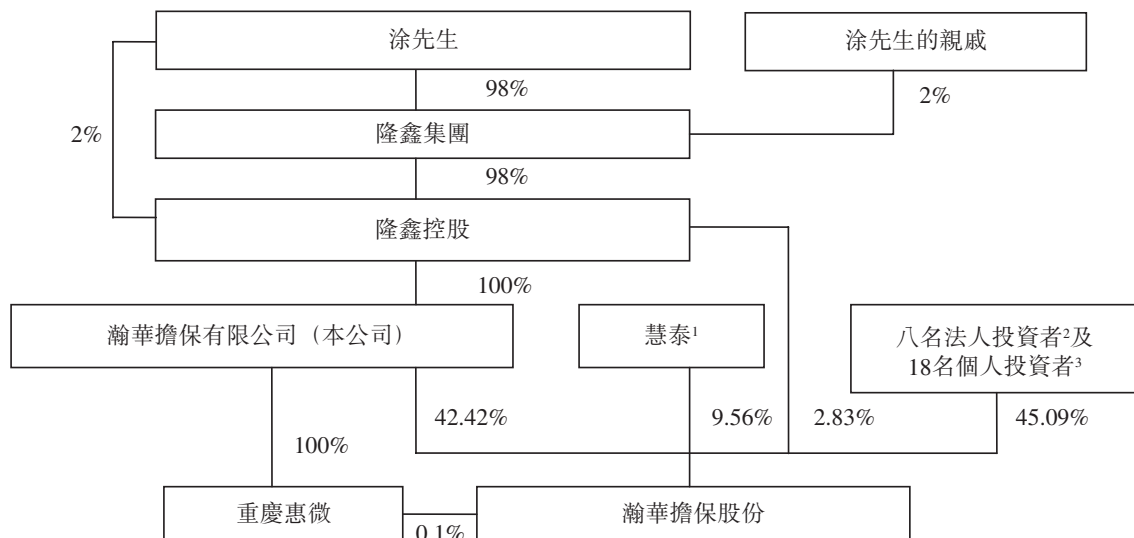 涂先生
涂先生的親戚
98%
2%
2%
隆鑫集團
98%
隆鑫控股
100%
瀚華擔保有限公司（本公司）
慧泰¹
八名法人投資者²及
18名個人投資者³
42.42%
9.56%
2.83%
45.09%
100%
重慶惠微
瀚華擔保股份
0.1%